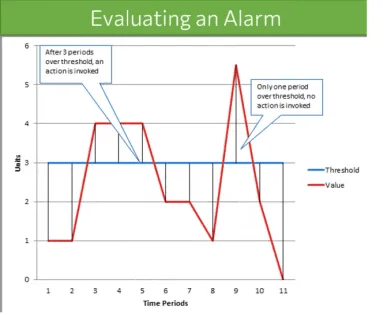 Evaluating an Alarm
After 3 periods
over threshold, an
action is invoked
Only one period
over threshold, no
action is invoked
6
5
4
3
2
1
0
Units
1 2 3 4 5 6 7 8 9 10 11
Time Periods
Threshold
Value